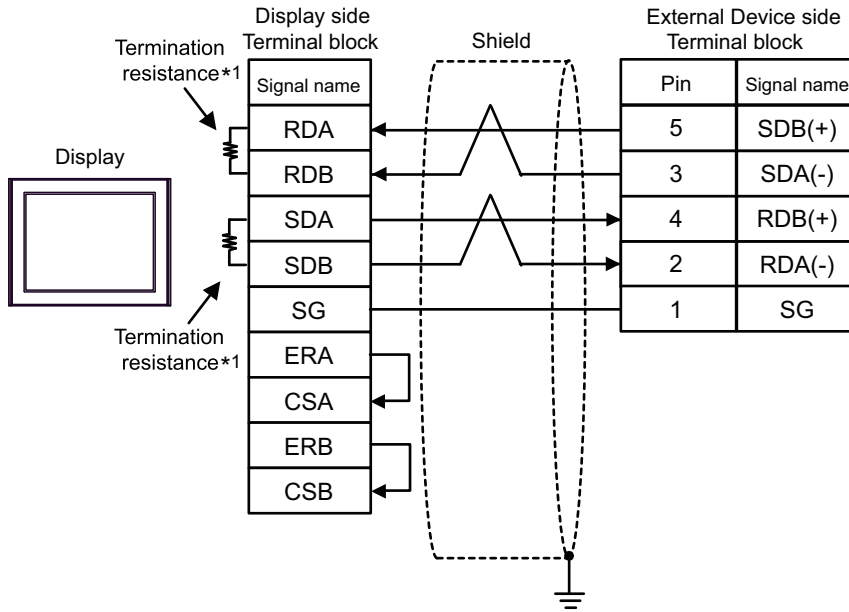 Display side
Terminal block
Shield
External Device side
Terminal block
Termination
resistance*1
Signal name
Pin
Signal name
RDA
5
SDB(+)
Display
RDB
3
SDA(-)
SDA
4
RDB(+)
SDB
2
RDA(-)
SG
1
SG
Termination
resistance*1
ERA
CSA
ERB
CSB